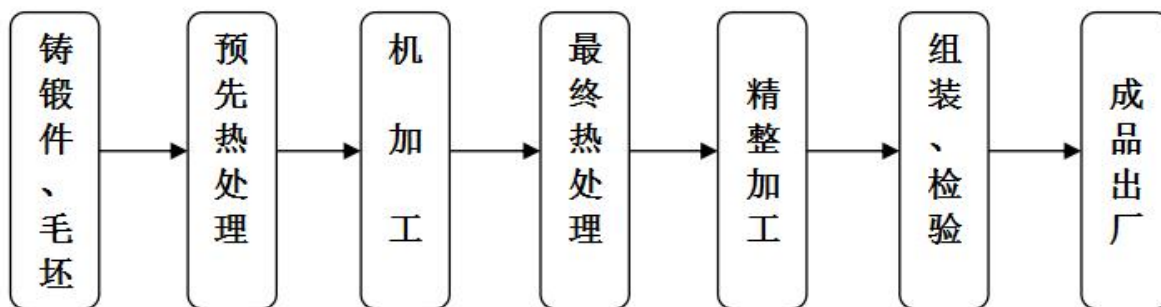 铸锻件、毛坯
预先热处理
机加工
最终热处理
精整加工
组装、检验
成品出厂